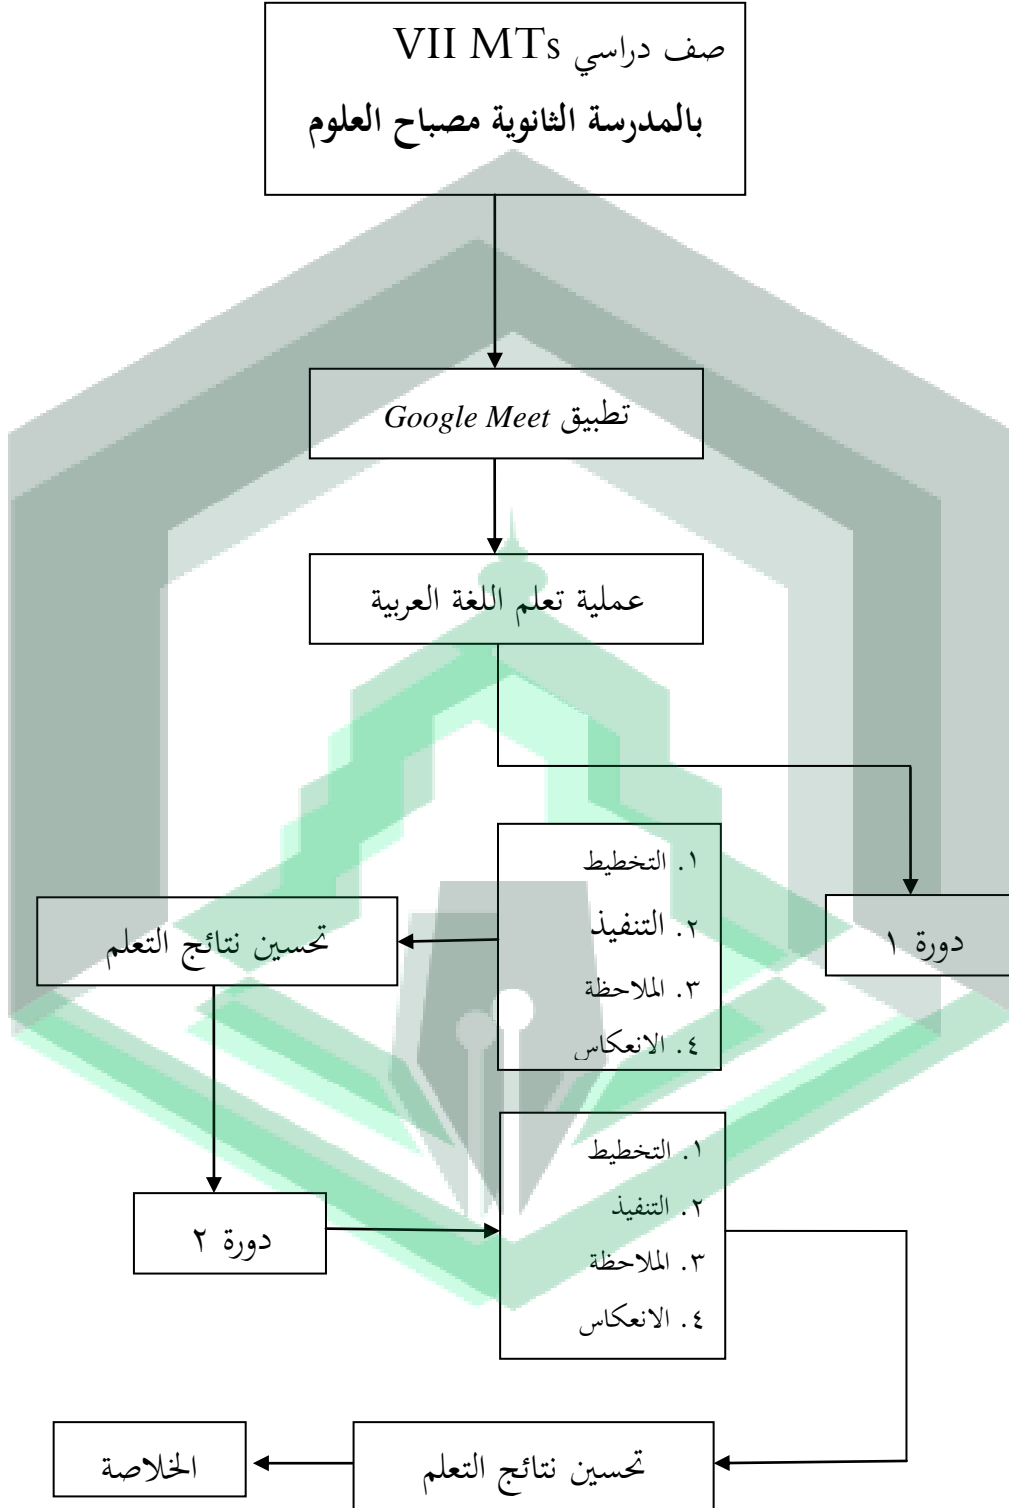 صف دراسي VII MTs
بالمدرسة الثانوية مصباح العلوم
تطبيق Google Meet
عملية تعلم اللغة العربية
دورة ١
١. التخطيط
٢. التنفيذ
٣. الملاحظة
٤. الانعكاس
تحسين نتائج التعلم
دورة ٢
١. التخطيط
٢. التنفيذ
٣. الملاحظة
٤. الانعكاس
تحسين نتائج التعلم
الخلاصة